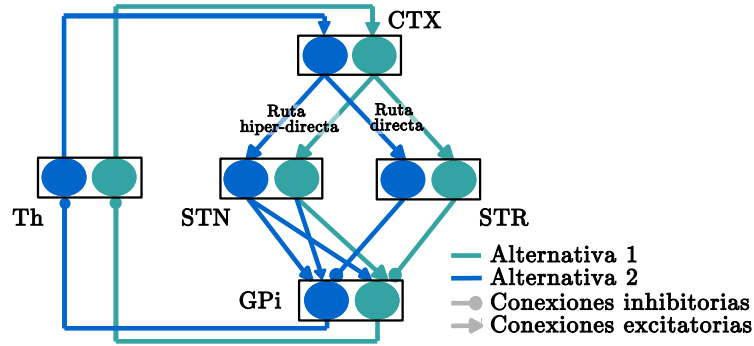 CTX
Ruta
hiper-directa
Ruta
directa
Th
STN
STR
GPi
Alternativa 1
Alternativa 2
Conexiones inhibitorias
Conexiones excitatorias